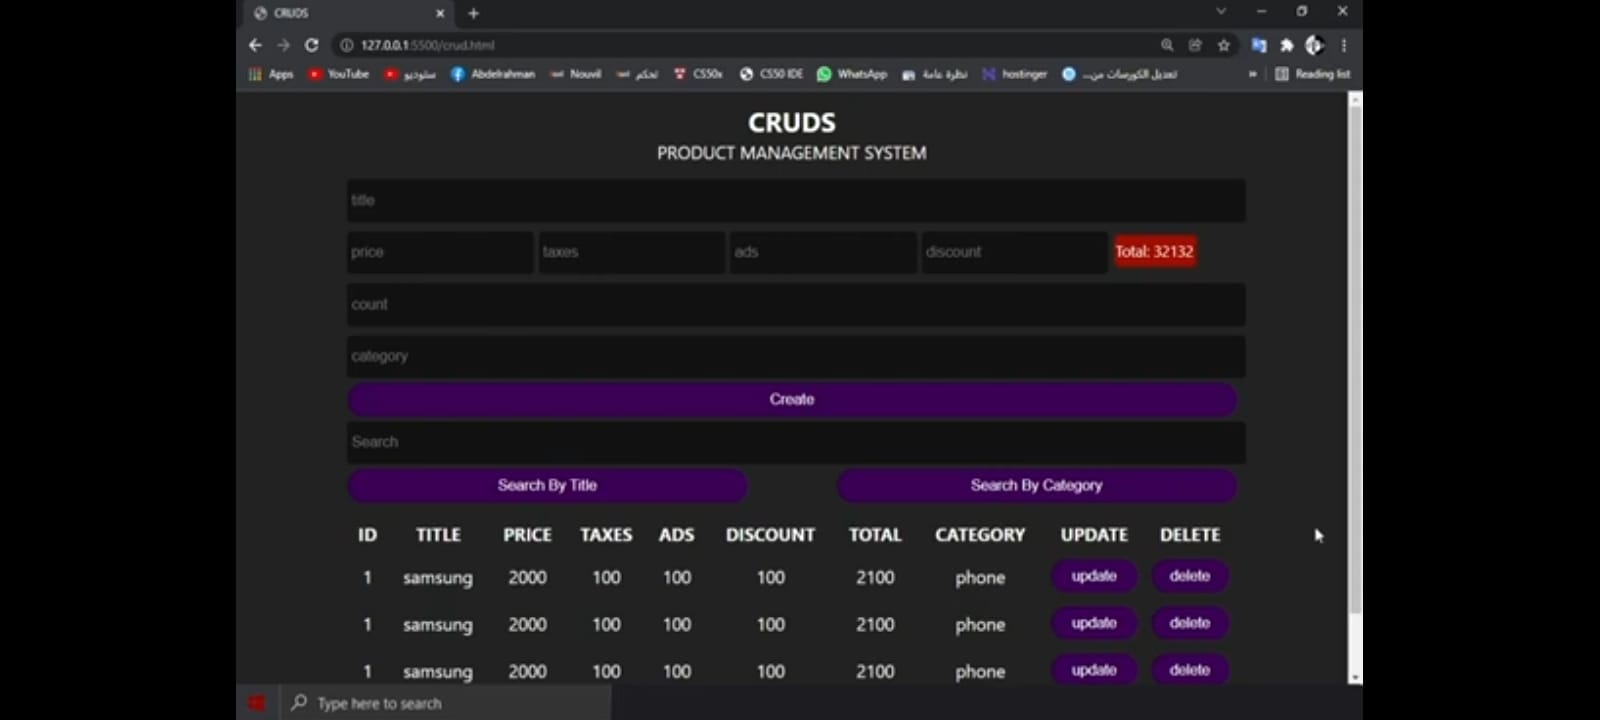 CRUDS
127.0.0.1:5500/crud.html
Apps YouTube ستوديو Abdelrahman Nouvil تحكم CS50x CS50 IDE WhatsApp نظرة عامة hostinger تعديل الكورسات من... » Reading list
CRUDS
PRODUCT MANAGEMENT SYSTEM
title
price taxes ads discount Total: 32132
count
category
Create
Search
Search By Title Search By Category
ID TITLE PRICE TAXES ADS DISCOUNT TOTAL CATEGORY UPDATE DELETE
1 samsung 2000 100 100 100 2100 phone update delete
1 samsung 2000 100 100 100 2100 phone update delete
1 samsung 2000 100 100 100 2100 phone update delete
Type here to search